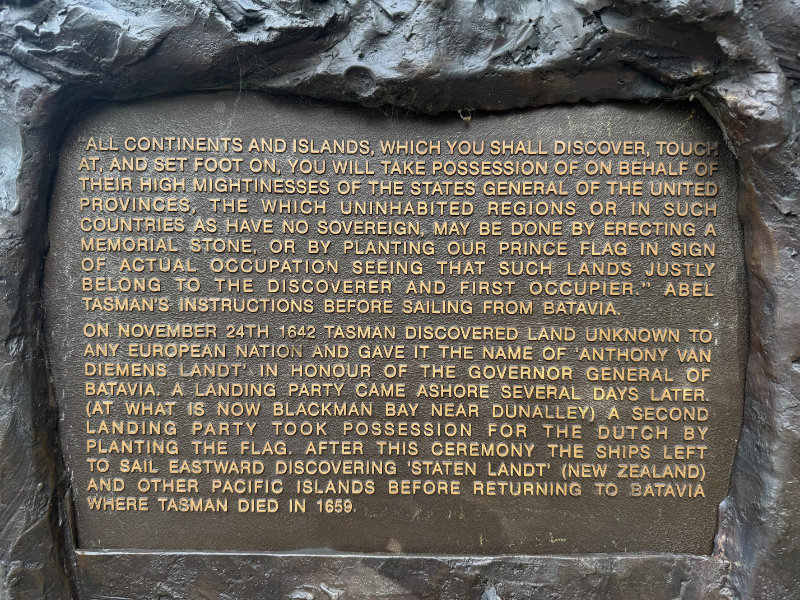 "ALL CONTINENTS AND ISLANDS, WHICH YOU SHALL DISCOVER, TOUCH
AT, AND SET FOOT ON, YOU WILL TAKE POSSESSION OF ON BEHALF OF
THEIR HIGH MIGHTINESSES OF THE STATES GENERAL OF THE UNITED
PROVINCES, THE WHICH UNINHABITED REGIONS OR IN SUCH
COUNTRIES AS HAVE NO SOVEREIGN, MAY BE DONE BY ERECTING A
MEMORIAL STONE, OR BY PLANTING OUR PRINCE FLAG IN SIGN
OF ACTUAL OCCUPATION SEEING THAT SUCH LANDS JUSTLY
BELONG TO THE DISCOVERER AND FIRST OCCUPIER." ABEL
TASMAN'S INSTRUCTIONS BEFORE SAILING FROM BATAVIA.
ON NOVEMBER 24TH 1642 TASMAN DISCOVERED LAND UNKNOWN TO
ANY EUROPEAN NATION AND GAVE IT THE NAME OF 'ANTHONY VAN
DIEMENS LANDT' IN HONOUR OF THE GOVERNOR GENERAL OF
BATAVIA. A LANDING PARTY CAME ASHORE SEVERAL DAYS LATER.
(AT WHAT IS NOW BLACKMAN BAY NEAR DUNALLEY) A SECOND
LANDING PARTY TOOK POSSESSION FOR THE DUTCH BY
PLANTING THE FLAG. AFTER THIS CEREMONY THE SHIPS LEFT
TO SAIL EASTWARD DISCOVERING 'STATEN LANDT' (NEW ZEALAND)
AND OTHER PACIFIC ISLANDS BEFORE RETURNING TO BATAVIA
WHERE TASMAN DIED IN 1659.